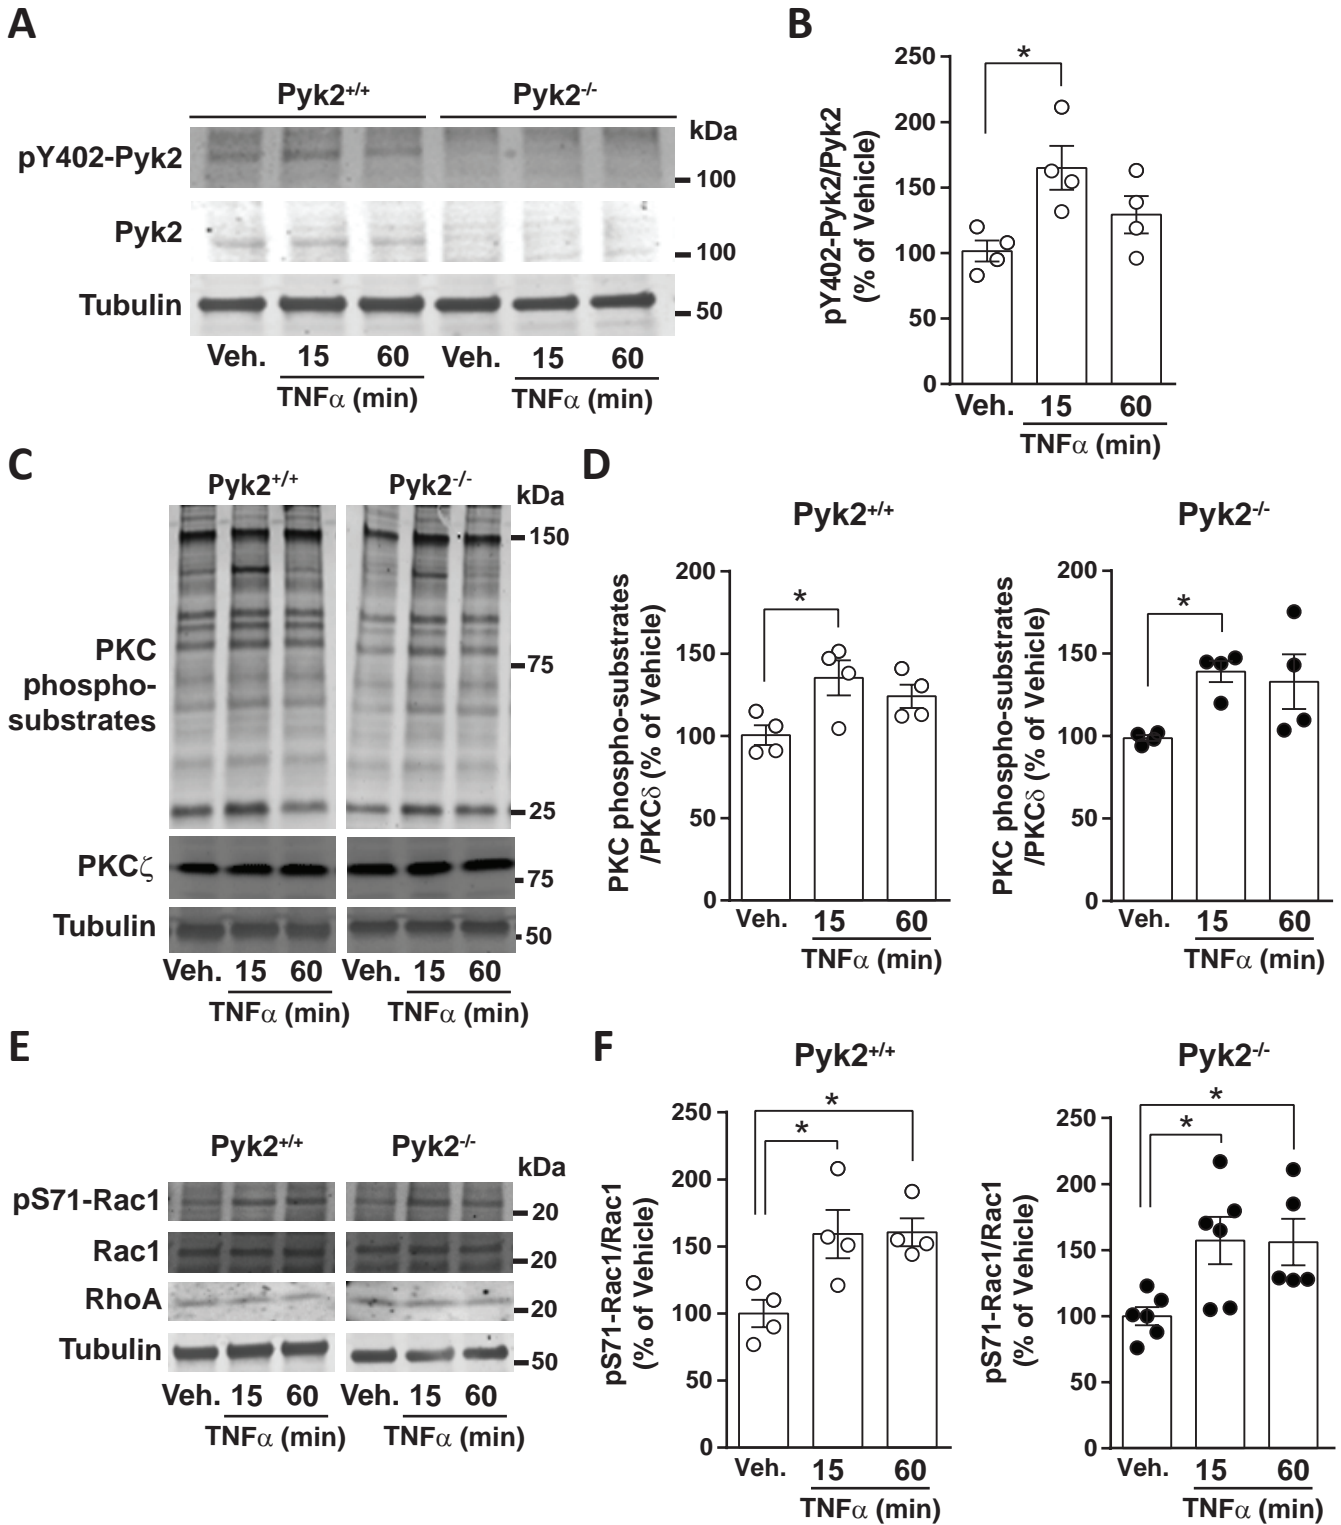 A
Pyk2+/+ Pyk2-/-
kDa
pY402-Pyk2
100
Pyk2
100
Tubulin
50
Veh. 15 60 Veh. 15 60
TNFα (min) TNFα (min)
B
pY402-Pyk2/Pyk2
(% of Vehicle)
250
*
200
150
100
50
0
Veh. 15 60
TNFα (min)
C
Pyk2+/+ Pyk2-/-
kDa
150
PKC
phospho-
substrates
75
25
PKCζ
75
Tubulin
50
Veh. 15 60 Veh. 15 60
TNFα (min) TNFα (min)
D
Pyk2+/+
PKC phospho-substrates
/PKCδ (% of Vehicle)
200
*
150
100
50
0
Veh. 15 60
TNFα (min)
Pyk2-/-
PKC phospho-substrates
/PKCδ (% of Vehicle)
200
*
150
100
50
0
Veh. 15 60
TNFα (min)
E
Pyk2+/+ Pyk2-/-
kDa
pS71-Rac1
20
Rac1
20
RhoA
20
Tubulin
50
Veh. 15 60 Veh. 15 60
TNFα (min) TNFα (min)
F
Pyk2+/+
pS71-Rac1/Rac1
(% of Vehicle)
250
*
*
200
150
100
50
0
Veh. 15 60
TNFα (min)
Pyk2-/-
pS71-Rac1/Rac1
(% of Vehicle)
*
250
*
200
150
100
50
0
Veh. 15 60
TNFα (min)